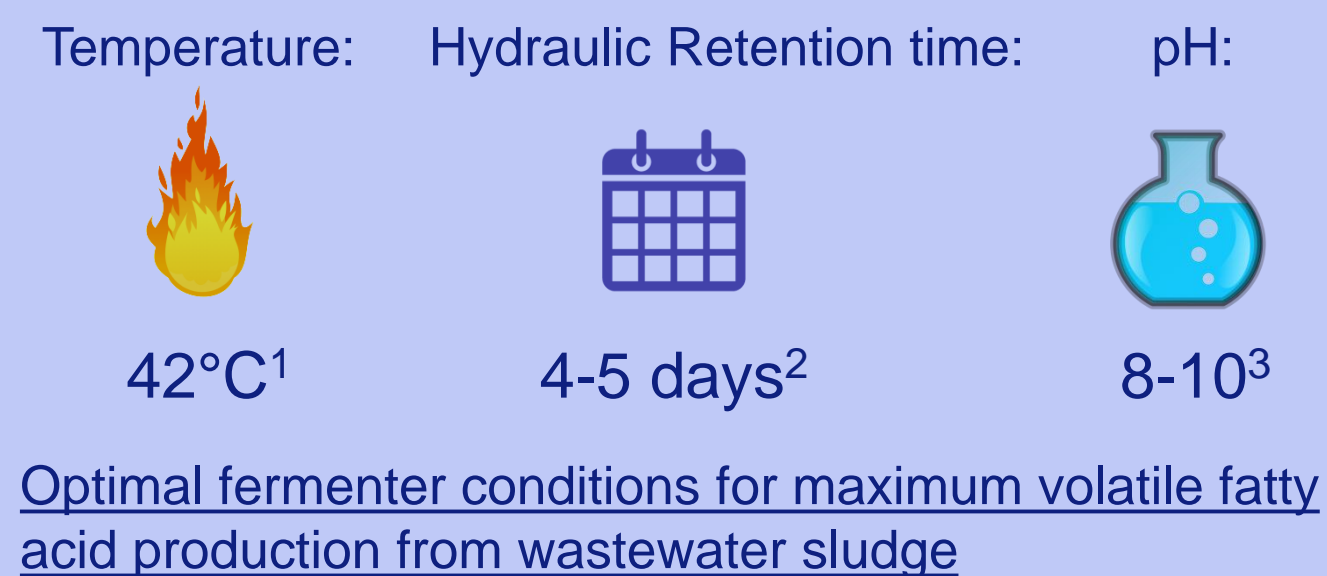 Temperature: Hydraulic Retention time: pH:
42°C¹ 4-5 days² 8-10³
Optimal fermenter conditions for maximum volatile fatty
acid production from wastewater sludge